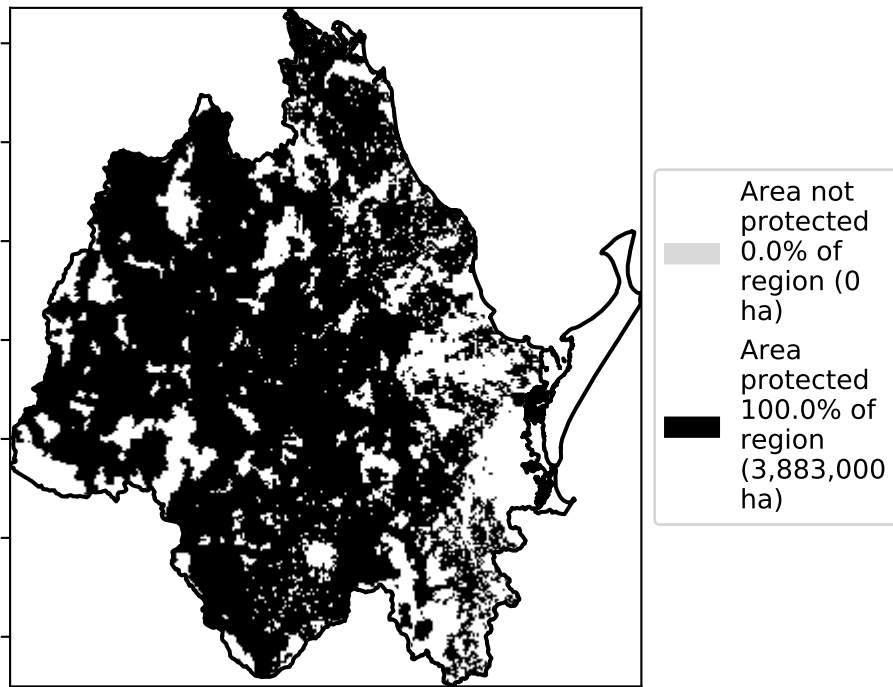 Area not
protected
0.0% of
region (0
ha)
Area
protected
100.0% of
region
(3,883,000
ha)